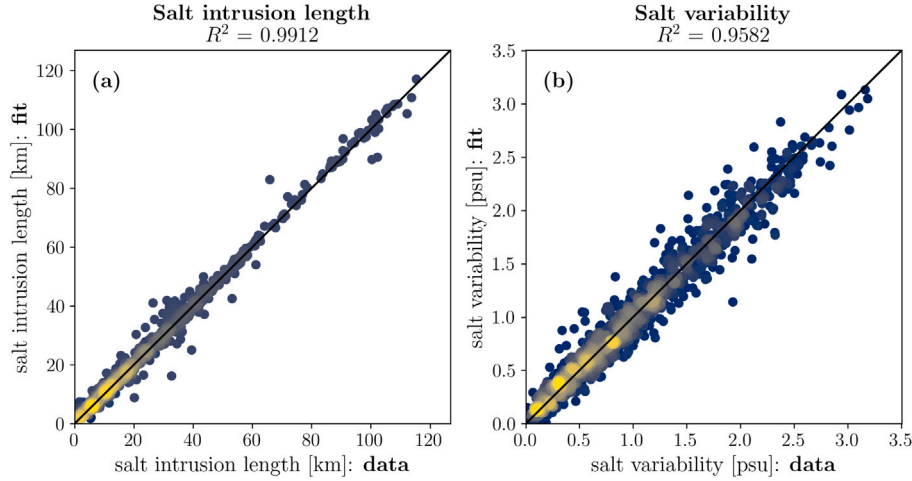 Salt intrusion length
R² = 0.9912
(a)
salt intrusion length [km]: fit
120
100
80
60
40
20
0
0 20 40 60 80 100 120
salt intrusion length [km]: data
Salt variability
R² = 0.9582
(b)
salt variability [psu]: fit
3.5
3.0
2.5
2.0
1.5
1.0
0.5
0.0
0.0 0.5 1.0 1.5 2.0 2.5 3.0 3.5
salt variability [psu]: data